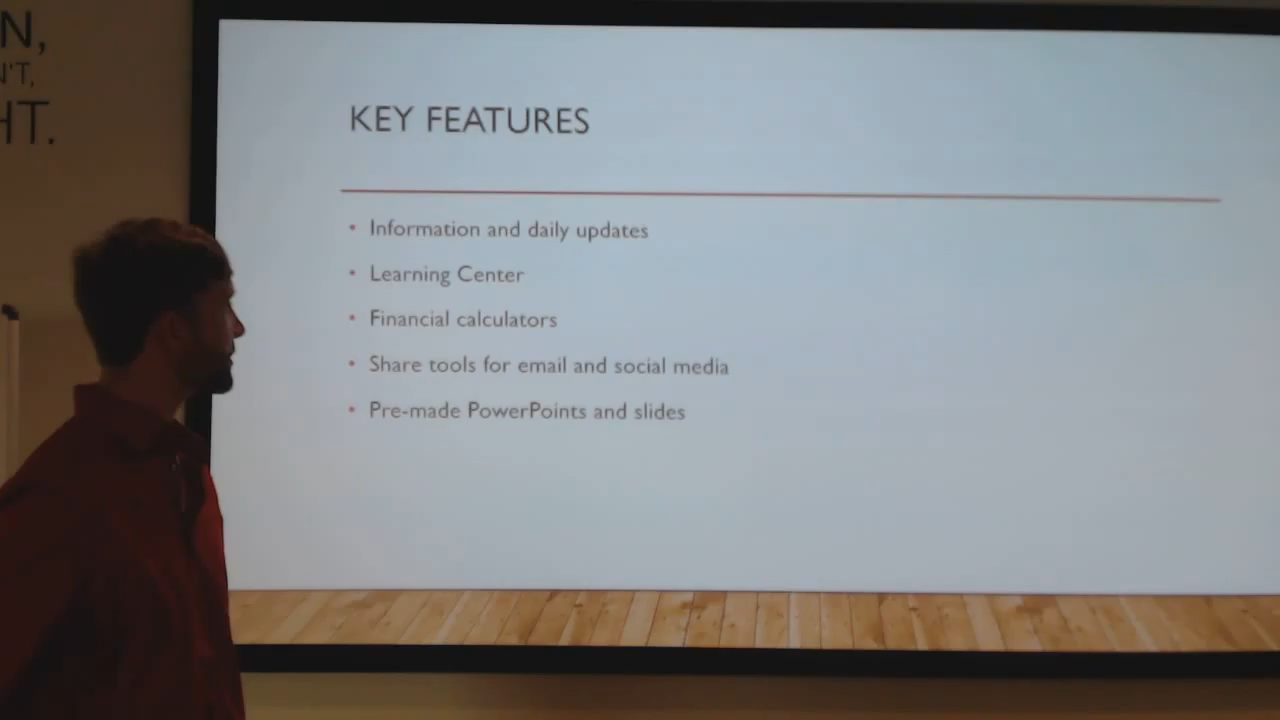 N,
N'T,
HT.
KEY FEATURES
• Information and daily updates
• Learning Center
• Financial calculators
• Share tools for email and social media
• Pre-made PowerPoints and slides